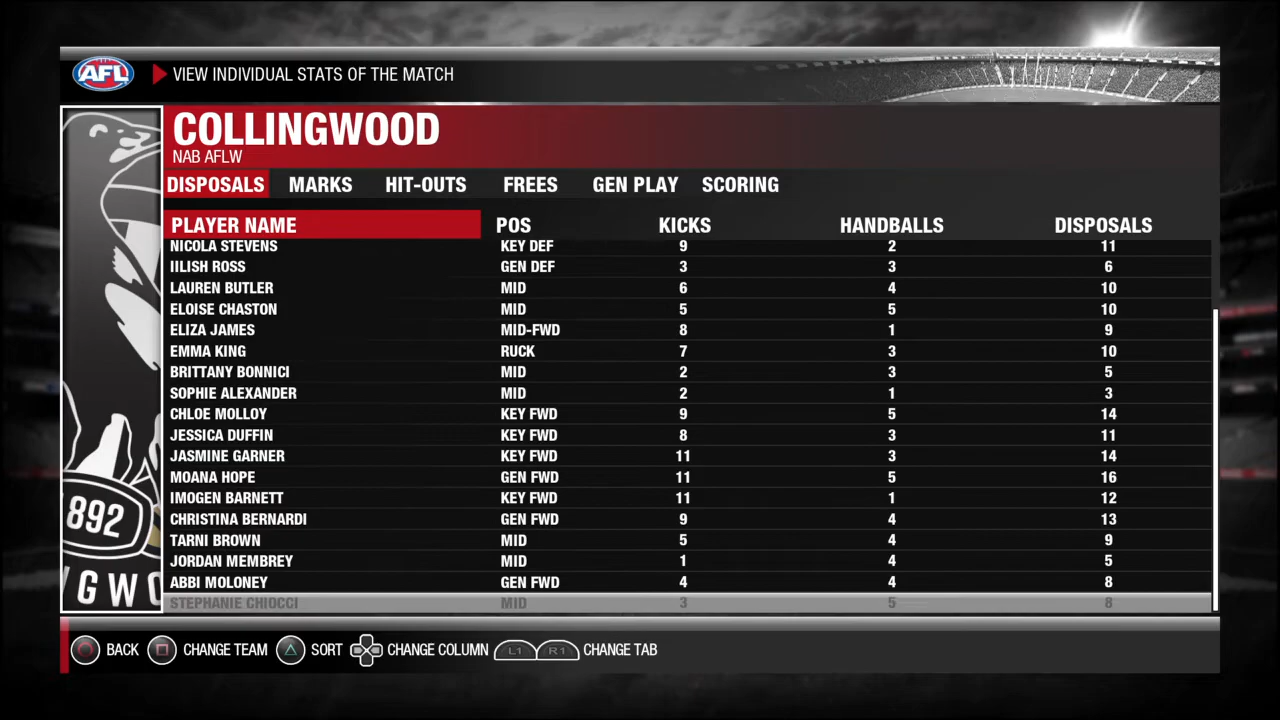 AFL VIEW INDIVIDUAL STATS OF THE MATCH
COLLINGWOOD
NAB AFLW
DISPOSALS MARKS HIT-OUTS FREES GEN PLAY SCORING
PLAYER NAME POS KICKS HANDBALLS DISPOSALS
NICOLA STEVENS KEY DEF 9 2 11
IILISH ROSS GEN DEF 3 3 6
LAUREN BUTLER MID 6 4 10
ELOISE CHASTON MID 5 5 10
ELIZA JAMES MID-FWD 8 1 9
EMMA KING RUCK 7 3 10
BRITTANY BONNICI MID 2 3 5
SOPHIE ALEXANDER MID 2 1 3
CHLOE MOLLOY KEY FWD 9 5 14
JESSICA DUFFIN KEY FWD 8 3 11
JASMINE GARNER KEY FWD 11 3 14
MOANA HOPE GEN FWD 11 5 16
IMOGEN BARNETT KEY FWD 11 1 12
CHRISTINA BERNARDI GEN FWD 9 4 13
TARNI BROWN MID 5 4 9
JORDAN MEMBREY MID 1 4 5
ABBI MOLONEY GEN FWD 4 4 8
STEPHANIE CHIOCCI MID 3 5 8
892
NGWO
BACK CHANGE TEAM SORT CHANGE COLUMN L1 R1 CHANGE TAB